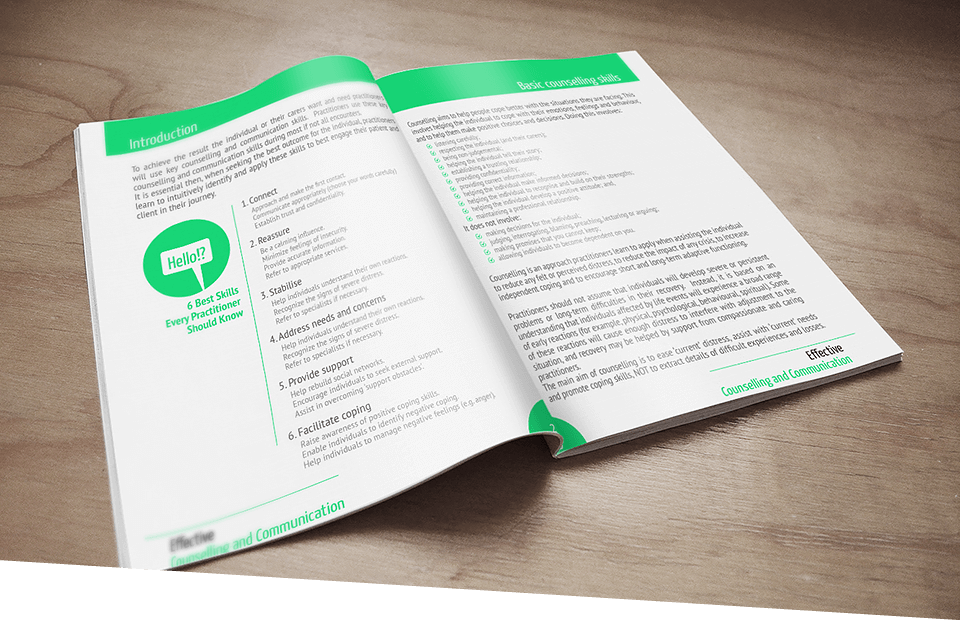 Introduction
To achieve the result the individual or their carers want and need practitioners
will use key counselling and communication skills. Practitioners use these key
counselling and communication skills during most if not all encounters.
It is essential then, when seeking the best outcome for the individual, practitioners
learn to intuitively identify and apply these skills to best engage their patient and
client in their journey.
Hello!?
6 Best Skills
Every Practitioner
Should Know
1. Connect
Approach and make the first contact.
Communicate appropriately (choose your words carefully)
Establish trust and confidentiality.
2. Reassure
Be a calming influence.
Minimize feelings of insecurity.
Provide accurate information.
Refer to appropriate services.
3. Stabilise
Help individuals understand their own reactions.
Recognize the signs of distress
Refer to specialists if necessary.
4. Address needs and concerns
Help individuals understand their own reactions.
Recognize the signs of severe distress.
Refer to specialists if necessary.
5. Provide support
Help rebuild social networks.
Encourage individuals to seek external support.
Assist in overcoming 'support obstacles'.
6. Facilitate coping
Raise awareness of positive coping skills.
Enable individuals to identify negative coping.
Help individuals to manage negative feelings (e.g. anger).
Effective
Counselling and Communication
Basic counselling skills
Counselling aims to help people cope better with the situations they are facing. This
involves helping the individual to cope with their emotions, feelings and behaviour,
and to help them make positive choices and decisions. Doing this involves:
listening carefully;
respecting the individual (and their carers);
being non-judgemental;
helping the individual tell their story;
establishing a trusting relationship;
providing confidentiality;
providing correct information;
helping the individual make informed decisions;
helping the individual to recognise and build on their strengths;
helping the individual develop a positive attitude; and,
maintaining a professional relationship.
It does not involve:
making decisions for the individual;
judging, interrogating, blaming, preaching, lecturing or arguing;
making promises that you cannot keep;
allowing individuals to become dependent on you.
Counselling is an approach practitioners learn to apply when assisting the individual
to reduce any felt or perceived distress, to reduce the impact of any crisis, to increase
independent coping and to encourage short and long-term adaptive functioning.
Practitioners should not assume that individuals will develop severe or persistent
problems or long-term difficulties in their recovery. Instead, it is based on an
understanding that individuals affected by life events will experience a broad range
of early reactions (for example, physical, psychological, behavioural, spiritual). Some
of these reactions will cause enough distress to interfere with adjustment to the
situation, and recovery may be helped by support from compassionate and caring
practitioners.
The main aim of counselling is to ease 'current' distress, assist with 'current' needs
and promote coping skills, NOT to extract details of difficult experiences and losses.
Effective
Counselling and Communication
2